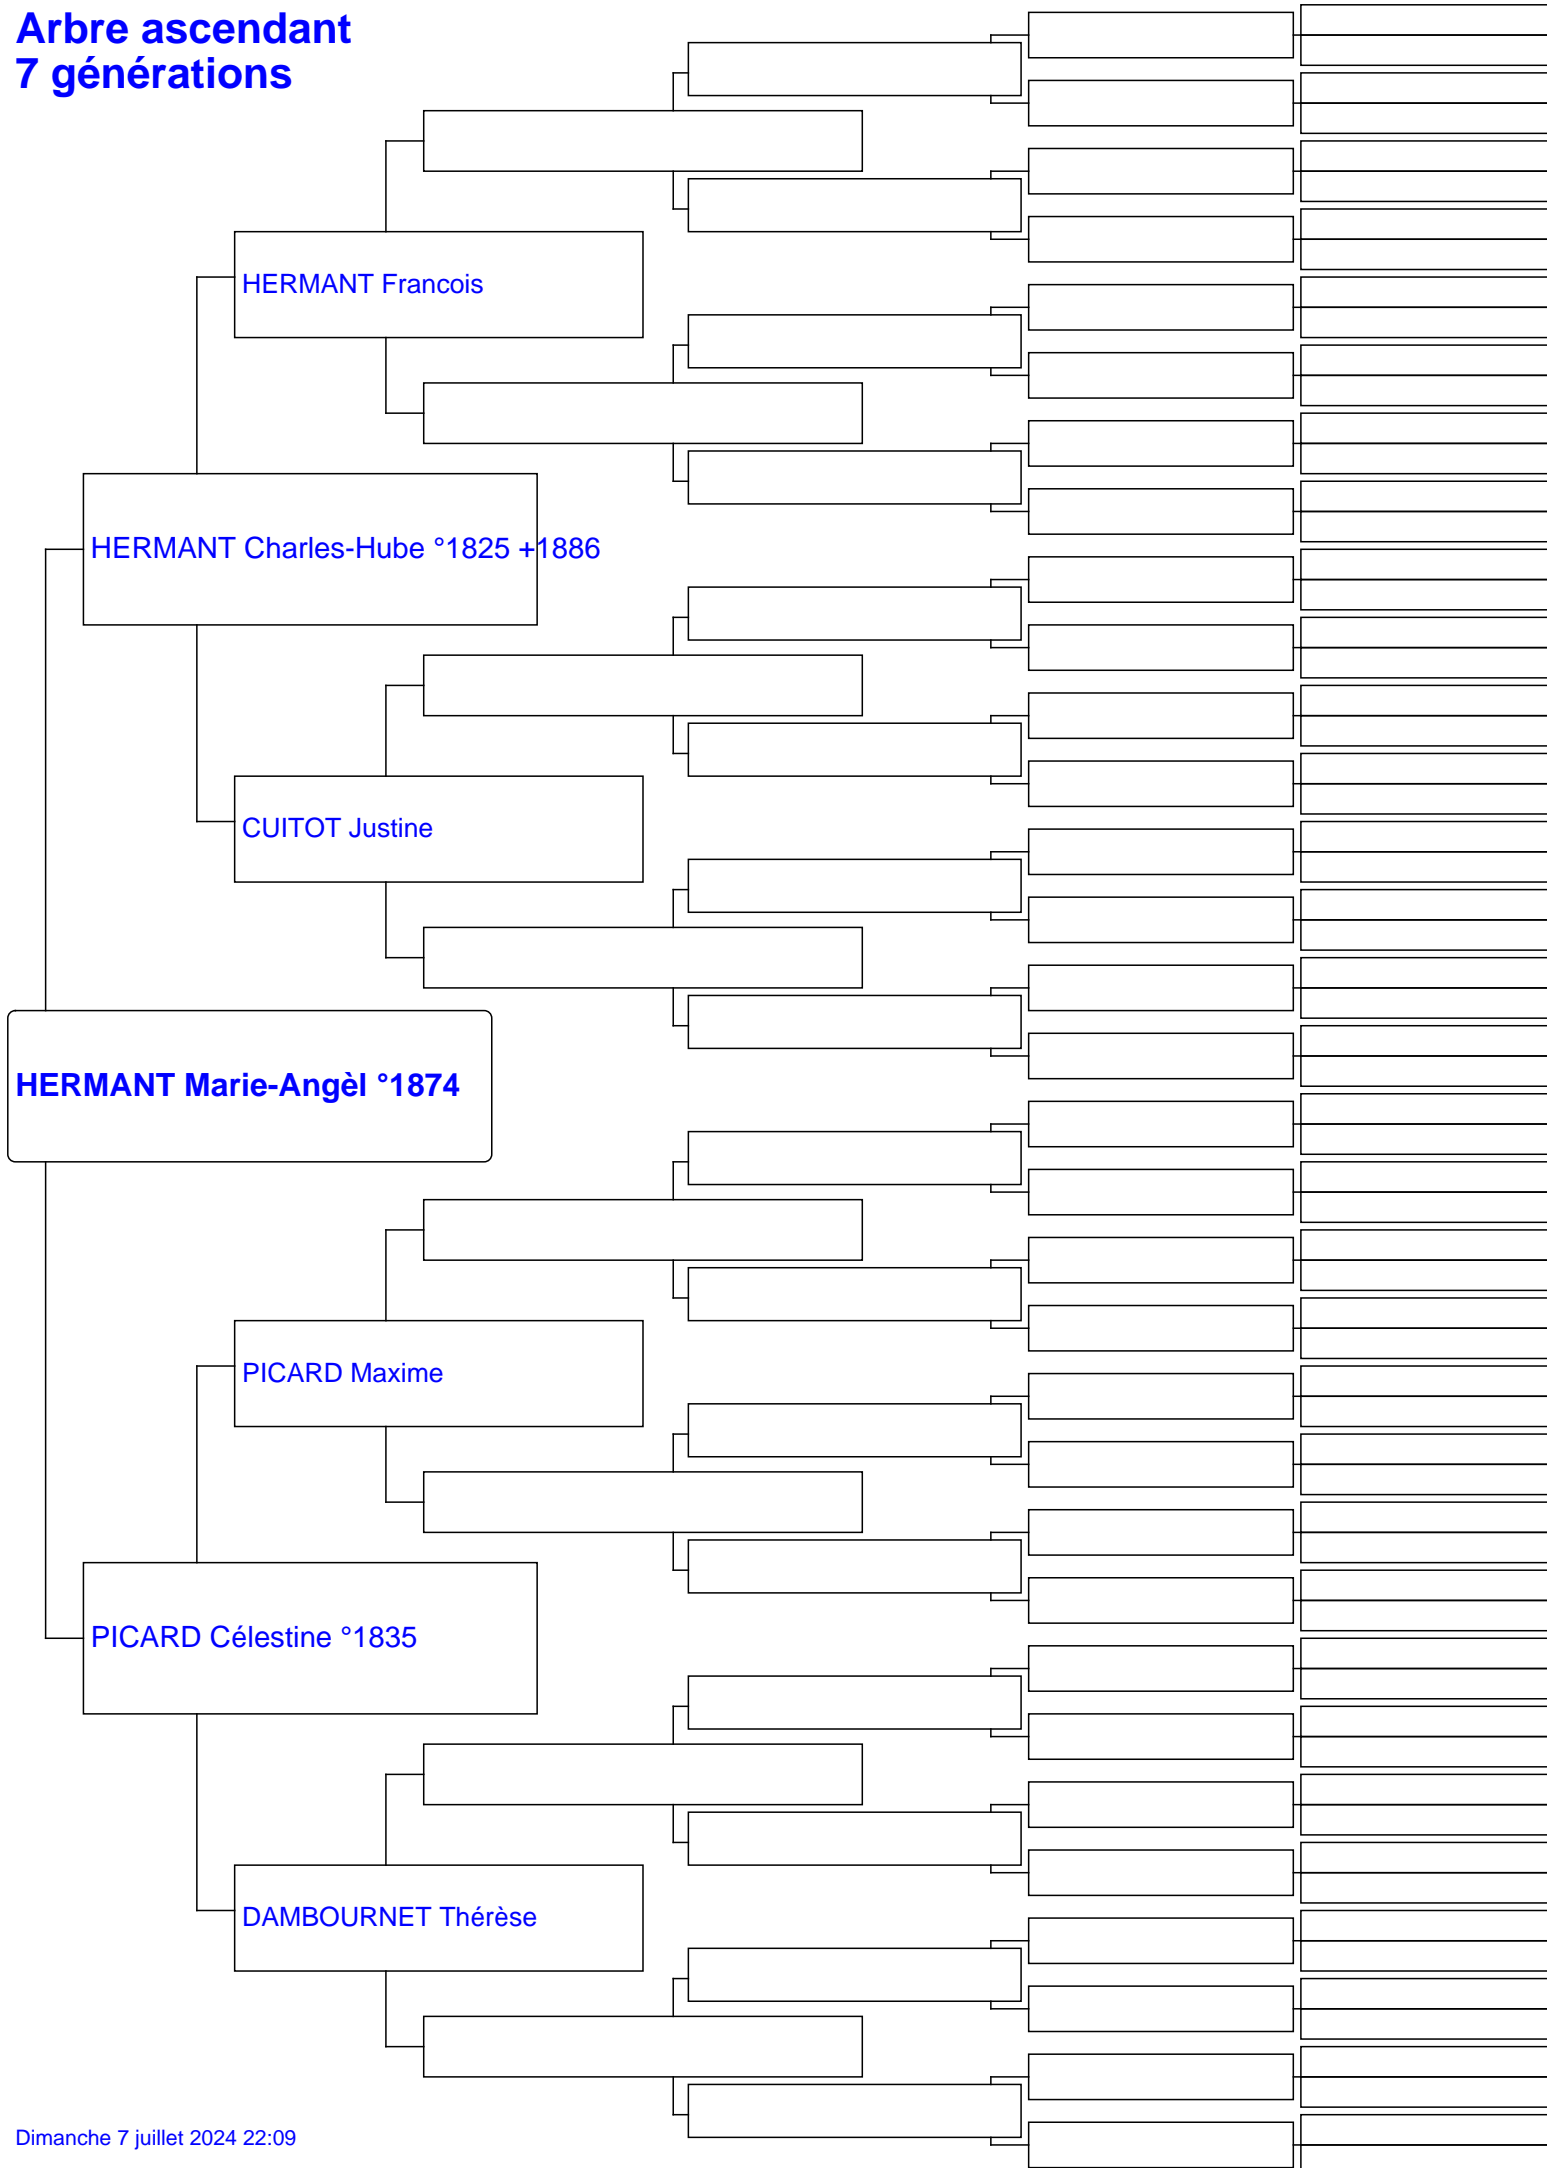 Arbre ascendant
7 générations
HERMANT Francois
HERMANT Charles-Hube °1825 +1886
CUITOT Justine
HERMANT Marie-Angèl °1874
PICARD Maxime
PICARD Célestine °1835
DAMBOURNET Thérèse
Dimanche 7 juillet 2024 22:09